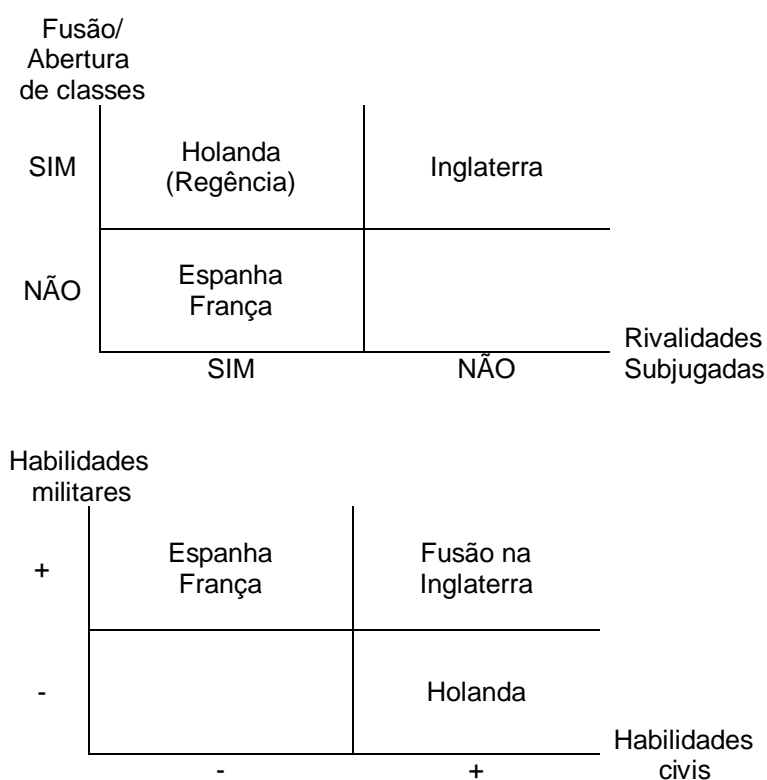 Fusão/
Abertura
de classes
SIM
Holanda
(Regência)
Inglaterra
NÃO
Espanha
França
SIM
NÃO
Rivalidades
Subjugadas
Habilidades
militares
+
Espanha
França
Fusão na
Inglaterra
-
Holanda
-
+
Habilidades
civis